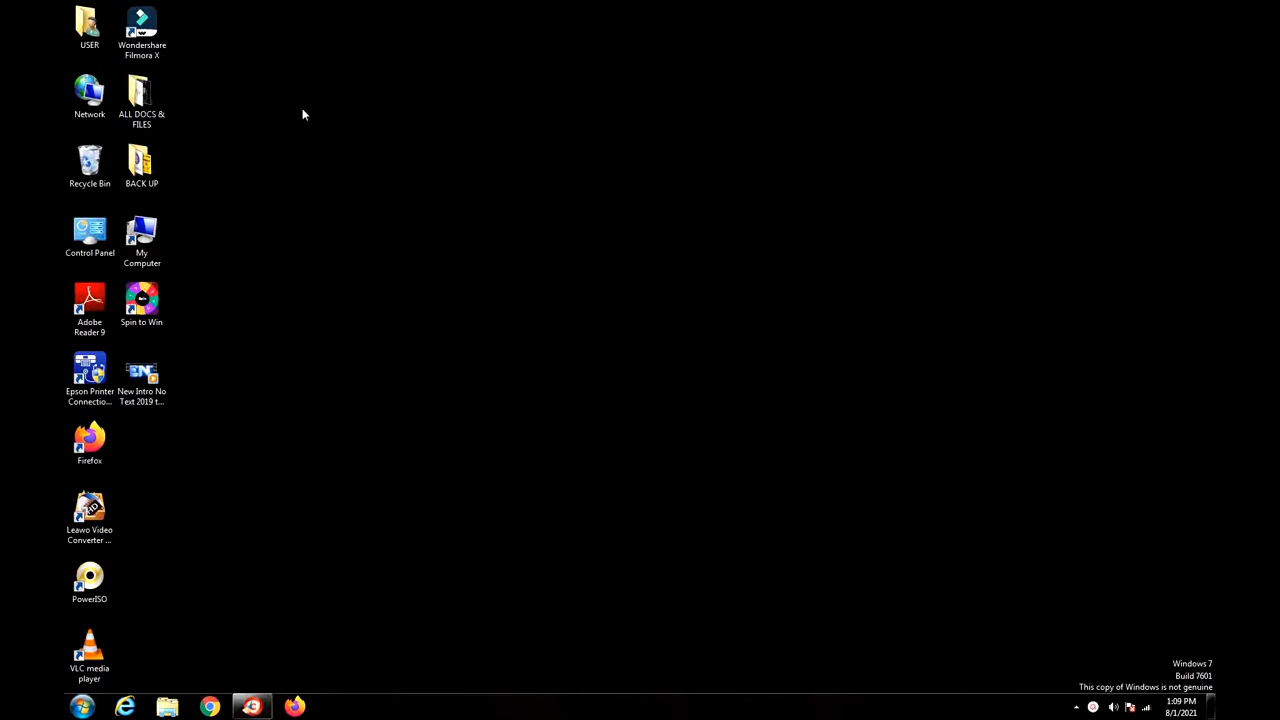 USER
Wondershare
Filmora X
Network
ALL DOCS &
FILES
Recycle Bin
BACK UP
Control Panel
My
Computer
Adobe
Reader 9
Spin to Win
Epson Printer
Connectio...
New Intro No
Text 2019 t...
Firefox
Leawo Video
Converter ...
PowerISO
VLC media
player
Windows 7
Build 7601
This copy of Windows is not genuine
1:09 PM
8/1/2021